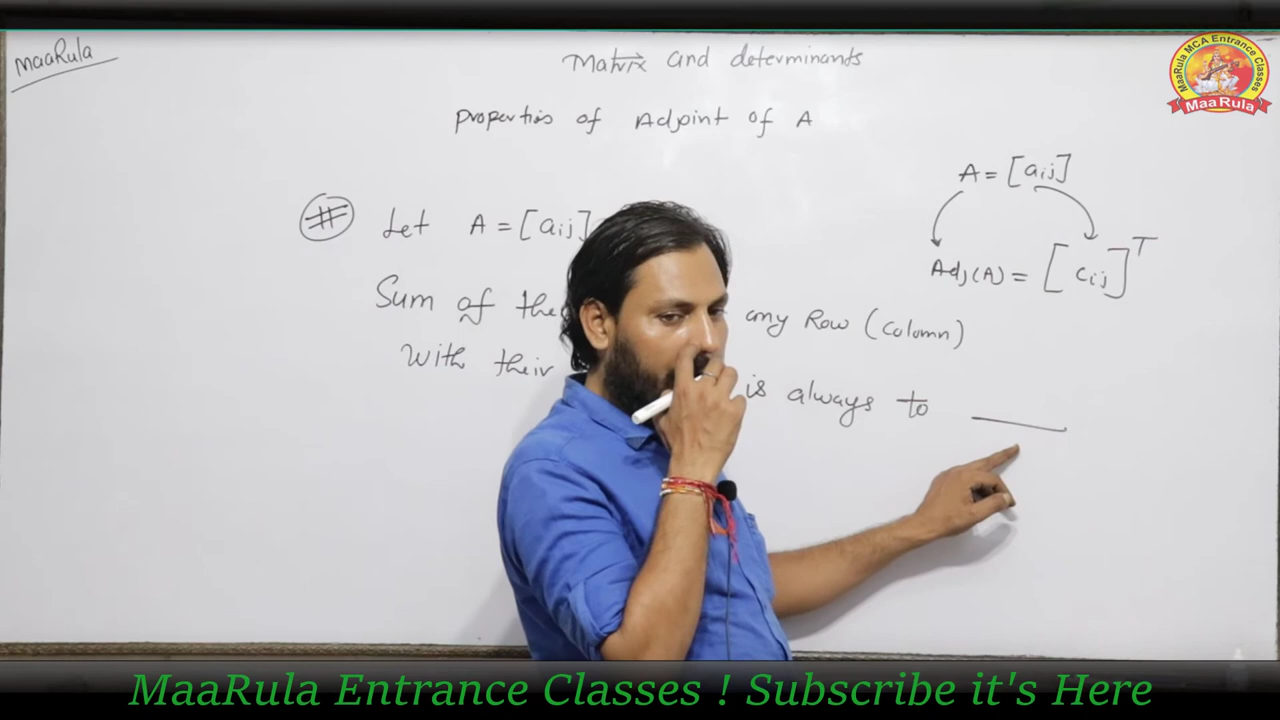 MaaRula
Matrix and determinants
properties of Adjoint of A
MaaRula MCA Entrance Classes
MaaRula
A = [aij]
# Let A = [aij]
Adj(A) = [cij]^T
Sum of the any Row (Column)
With their is always to ____
MaaRula Entrance Classes ! Subscribe it's Here